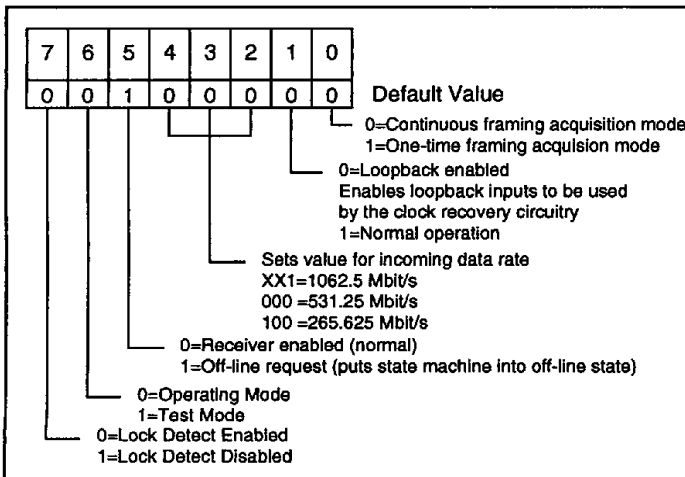 7 6 5 4 3 2 1 0
0 0 1 0 0 0 0 0 Default Value
0=Continuous framing acquisition mode
1=One-time framing acquision mode
0=Loopback enabled
Enables loopback inputs to be used
by the clock recovery circuitry
1=Normal operation
Sets value for incoming data rate
XX1=1062.5 Mbit/s
000 =531.25 Mbit/s
100 =265.625 Mbit/s
0=Receiver enabled (normal)
1=Off-line request (puts state machine into off-line state)
0=Operating Mode
1=Test Mode
0=Lock Detect Enabled
1=Lock Detect Disabled